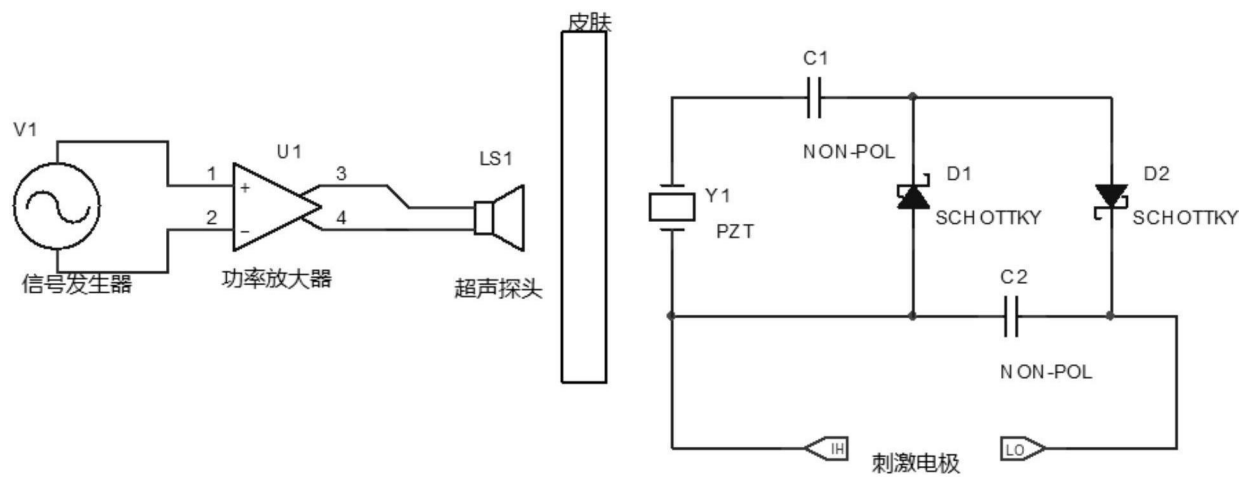 皮肤
C1
V1
U1
LS1
NON-POL
D1
D2
1
3
+
Y1
2
4
−
SCHOTTKY
SCHOTTKY
PZT
信号发生器
功率放大器
超声探头
C2
NON-POL
IH
刺激电极
LO